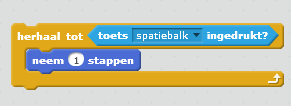 herhaal tot toets spatiebalk ingedrukt?
neem 1 stappen